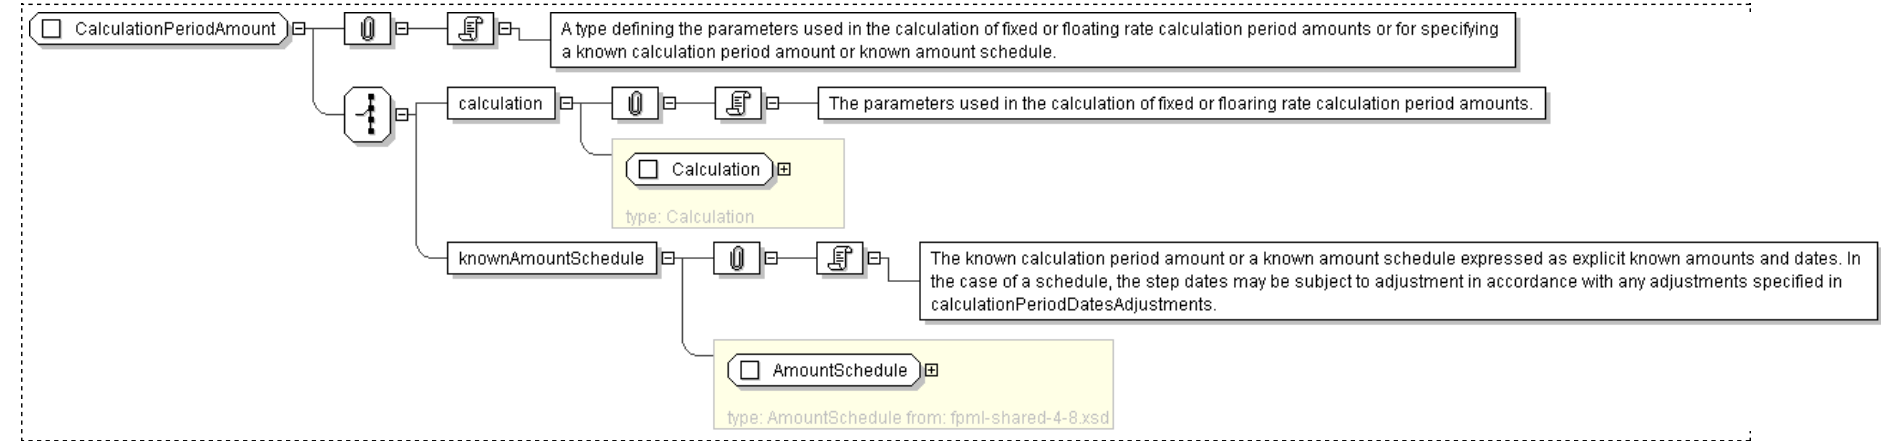 CalculationPeriodAmount
A type defining the parameters used in the calculation of fixed or floating rate calculation period amounts or for specifying
a known calculation period amount or known amount schedule.
calculation
The parameters used in the calculation of fixed or floaring rate calculation period amounts.
Calculation
type: Calculation
knownAmountSchedule
The known calculation period amount or a known amount schedule expressed as explicit known amounts and dates. In
the case of a schedule, the step dates may be subject to adjustment in accordance with any adjustments specified in
calculationPeriodDatesAdjustments.
AmountSchedule
type: AmountSchedule from: fpml-shared-4-8.xsd